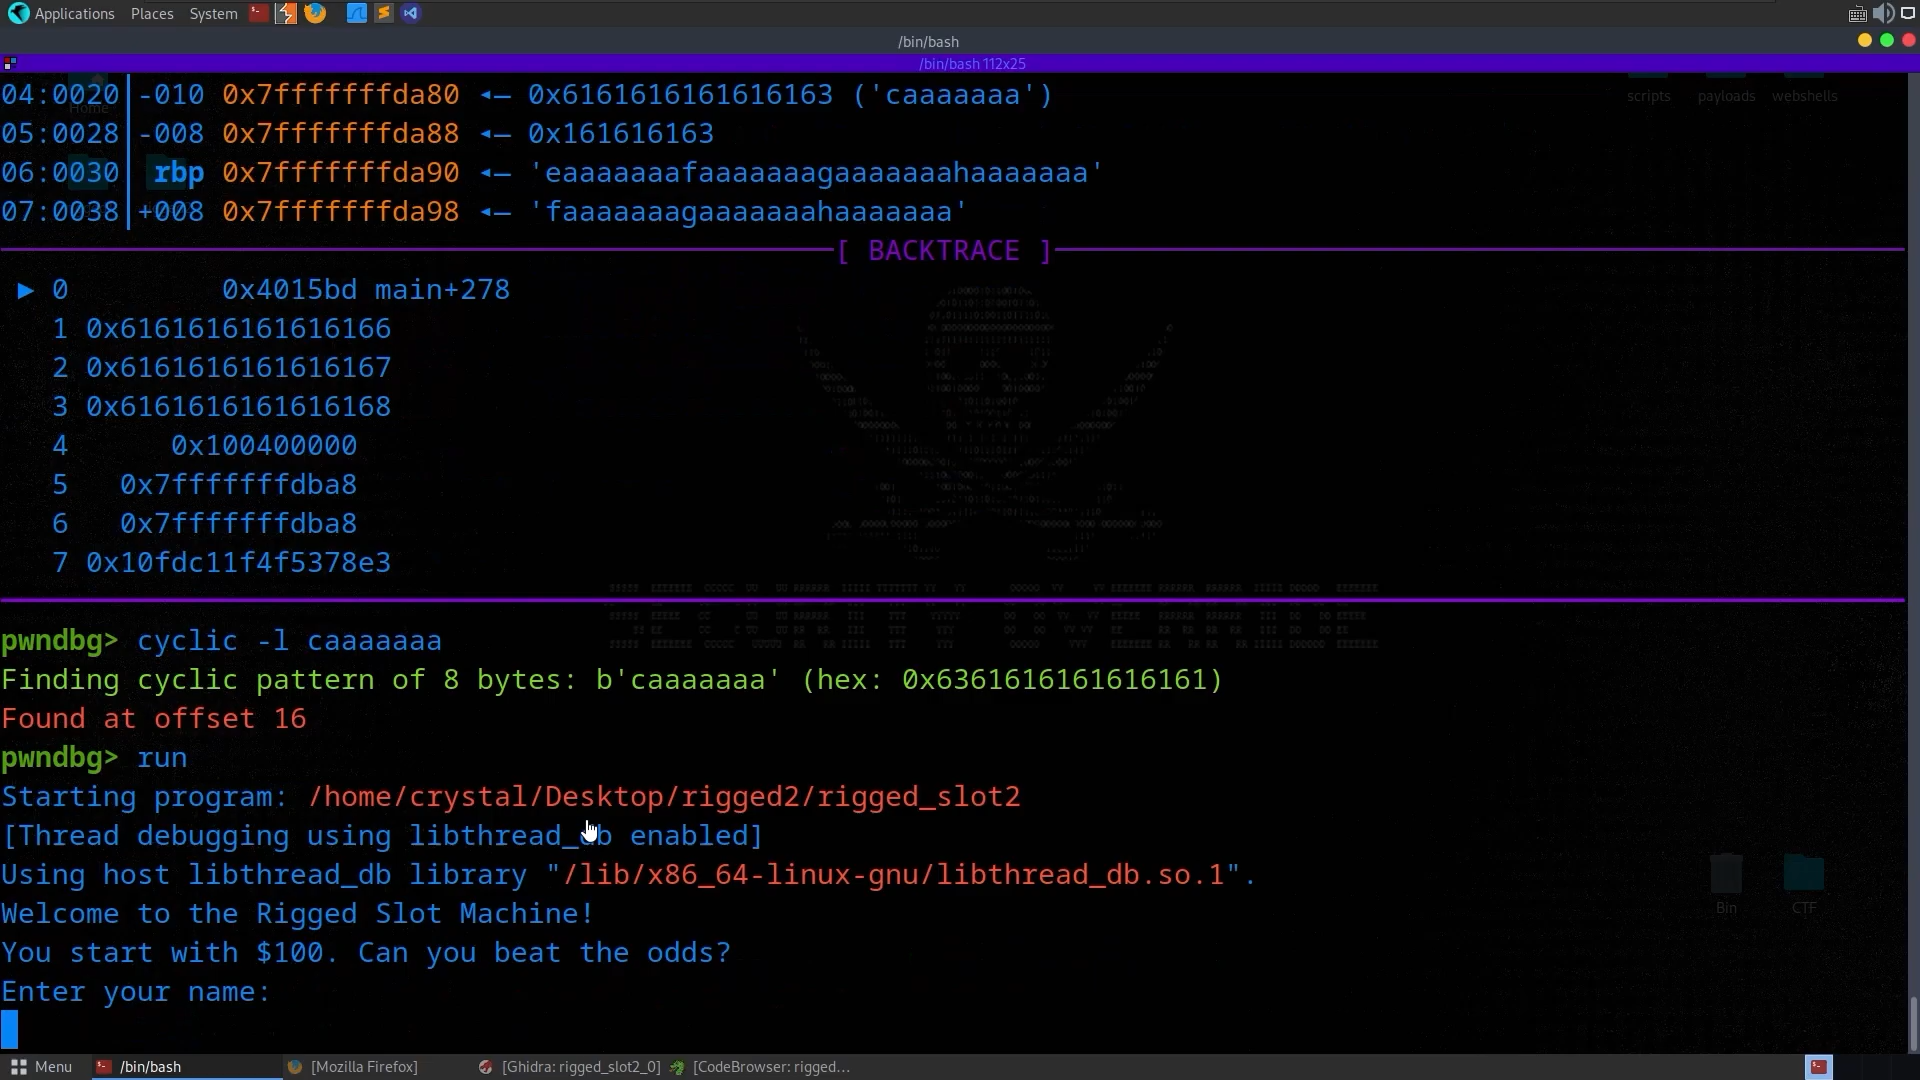 Applications Places System
/bin/bash
/bin/bash 112x25
Home
scripts payloads webshells
04:0020│-010 0x7fffffffda80 ◂— 0x6161616161616163 ('caaaaaaa')
05:0028│-008 0x7fffffffda88 ◂— 0x161616163
06:0030│ rbp 0x7fffffffda90 ◂— 'eaaaaaaafaaaaaaagaaaaaaahaaaaaaa'
07:0038│+008 0x7fffffffda98 ◂— 'faaaaaaagaaaaaaahaaaaaaa'
[ BACKTRACE ]
► 0 0x4015bd main+278
1 0x6161616161616166
2 0x6161616161616167
3 0x6161616161616168
4 0x100400000
5 0x7fffffffdba8
6 0x7fffffffdba8
7 0x10fdc11f4f5378e3
pwndbg> cyclic -l caaaaaaa
Finding cyclic pattern of 8 bytes: b'caaaaaaa' (hex: 0x6361616161616161)
Found at offset 16
pwndbg> run
Starting program: /home/crystal/Desktop/rigged2/rigged_slot2
[Thread debugging using libthread_db enabled]
Using host libthread_db library "/lib/x86_64-linux-gnu/libthread_db.so.1".
Welcome to the Rigged Slot Machine!
You start with $100. Can you beat the odds?
Enter your name:
Bin CTF
Menu /bin/bash [Mozilla Firefox] [Ghidra: rigged_slot2_0] [CodeBrowser: rigged...